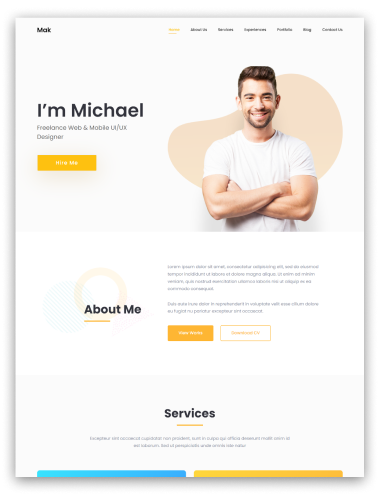 Mak
Home About Us Services Experiences Portfolio Blog Contact Us
I'm Michael
Freelance Web & Mobile UI/UX
Designer
Hire Me
About Me
Lorem ipsum dolor sit amet, consectetur adipisicing elit, sed do eiusmod
tempor incididunt ut labore et dolore magna aliqua. Ut enim ad minim
veniam, quis nostrud exercitation ullamco laboris nisi ut aliquip ex ea
commodo consequat.
Duis aute irure dolor in reprehenderit in voluptate velit esse cillum dolore
eu fugiat nu pariatur excepteur sint occaecat.
View Works
Download CV
Services
Excepteur sint occaecat cupidatat non proident, sunt in culpa qui officia deserunt mollit anim id
est laborum. Sed ut perspiciatis unde omnis iste natur